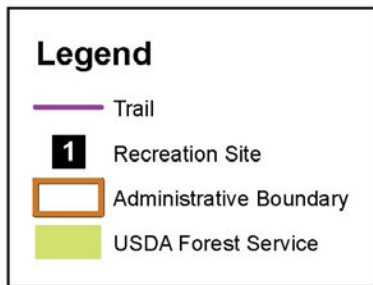 Legend
Trail
1 Recreation Site
Administrative Boundary
USDA Forest Service